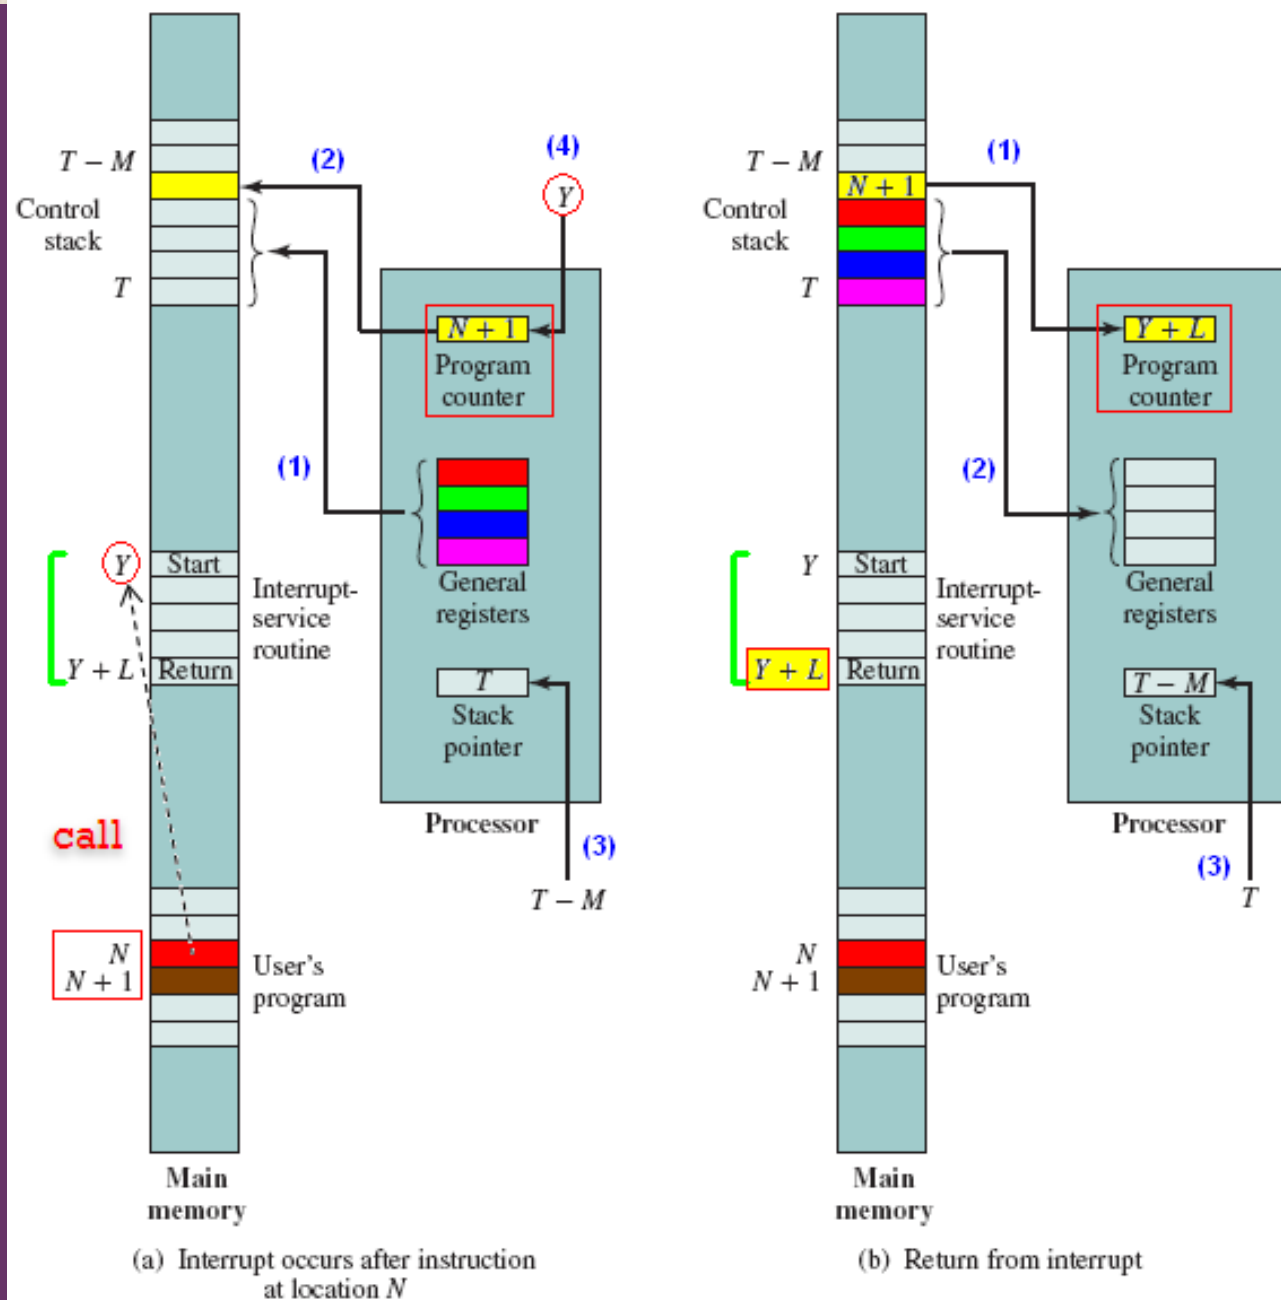 T − M
(2)
(4)
Y
Control
stack
T
N + 1
Program
counter
(1)
Y
Start
Interrupt-
service
routine
General
registers
Y + L
Return
T
Stack
pointer
call
Processor
(3)
T − M
N
N + 1
User's
program
Main
memory
(a) Interrupt occurs after instruction
at location N
T − M
(1)
N + 1
Control
stack
T
Y + L
Program
counter
(2)
Y
Start
Interrupt-
service
routine
General
registers
Y + L
Return
T − M
Stack
pointer
Processor
(3)
T
N
N + 1
User's
program
Main
memory
(b) Return from interrupt